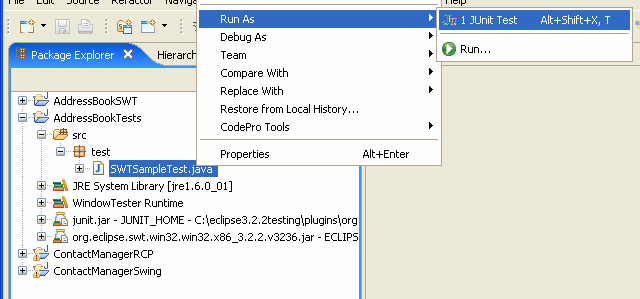 Source Refactor Navigate
Help
Package Explorer
Hierarch
AddressBookSWT
AddressBookTests
src
test
SWTSampleTest.java
JRE System Library [jre1.6.0_01]
WindowTester Runtime
junit.jar - JUNIT_HOME - C:\eclipse3.2.2testing\plugins\org
org.eclipse.swt.win32.win32.x86_3.2.2.v3236.jar - ECLIPS
ContactManagerRCP
ContactManagerSwing
Run As
Debug As
Team
Compare With
Replace With
Restore from Local History...
CodePro Tools
Properties Alt+Enter
1 JUnit Test Alt+Shift+X, T
Run...